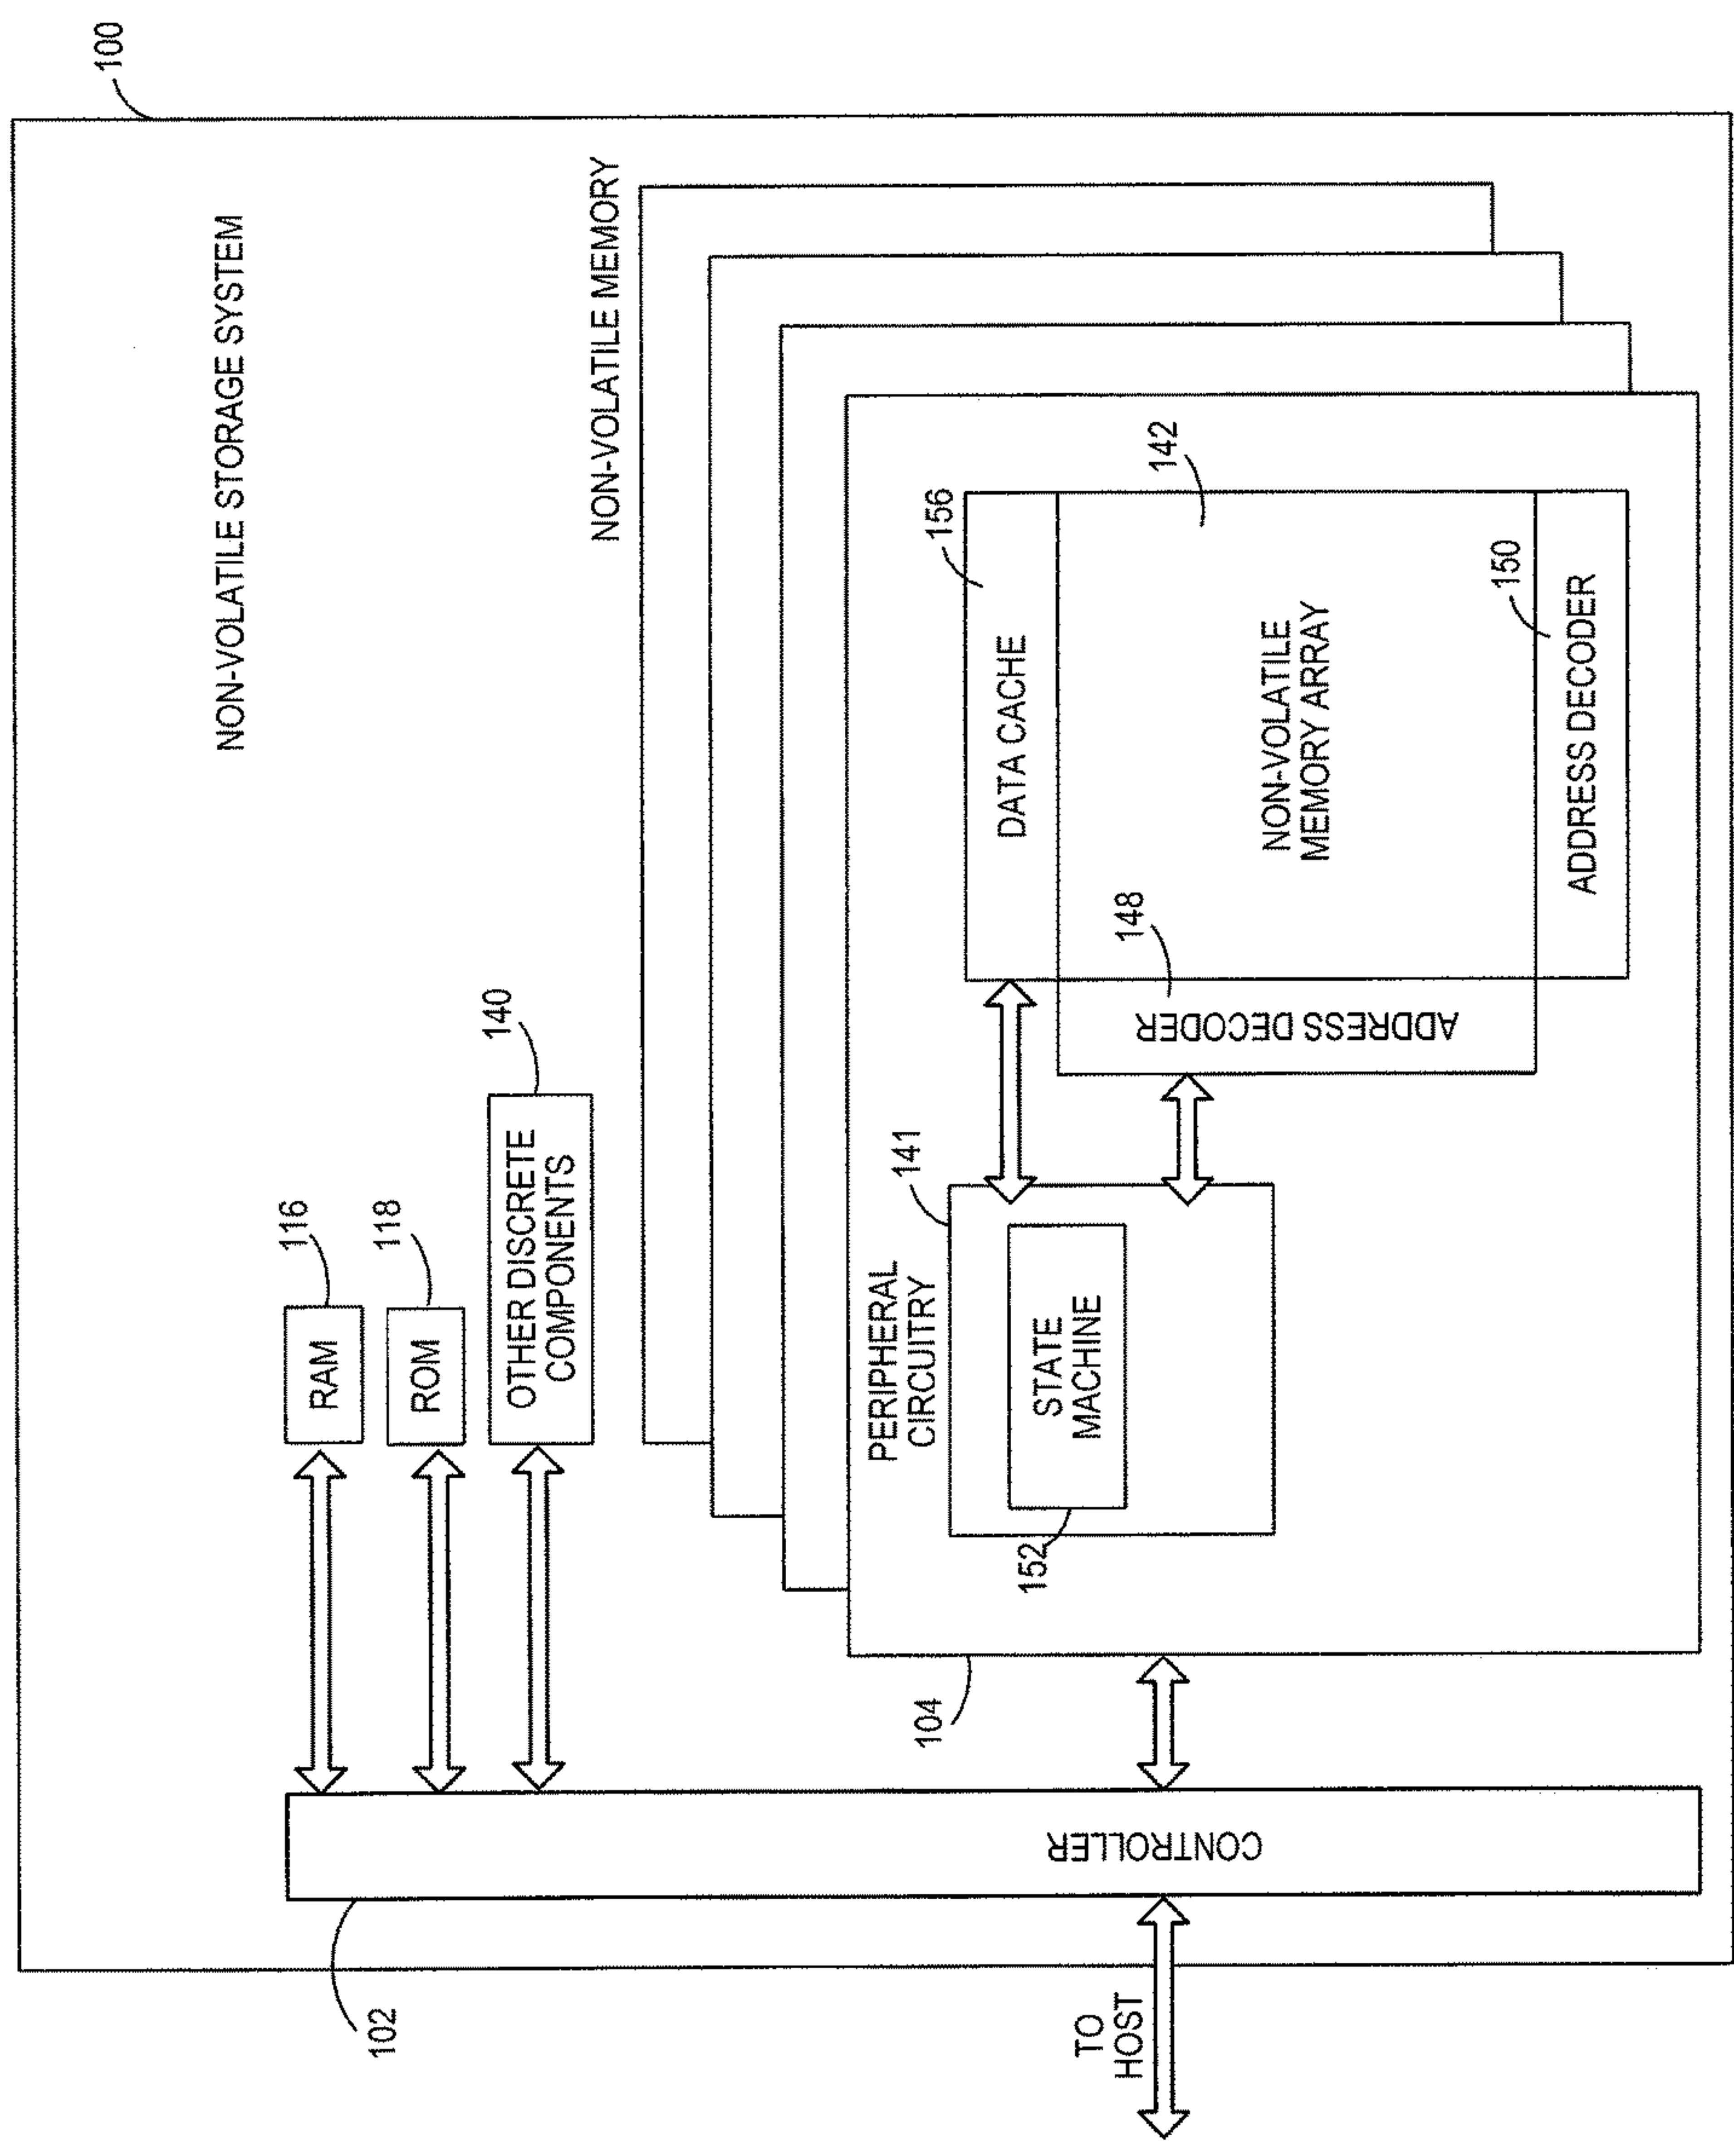 100
NON-VOLATILE STORAGE SYSTEM
116
RAM
118
ROM
140
OTHER DISCRETE
COMPONENTS
NON-VOLATILE MEMORY
102
CONTROLLER
TO
HOST
104
PERIPHERAL
CIRCUITRY
141
STATE
MACHINE
152
DATA CACHE
156
ADDRESS DECODER
148
NON-VOLATILE
MEMORY ARRAY
142
ADDRESS DECODER
150